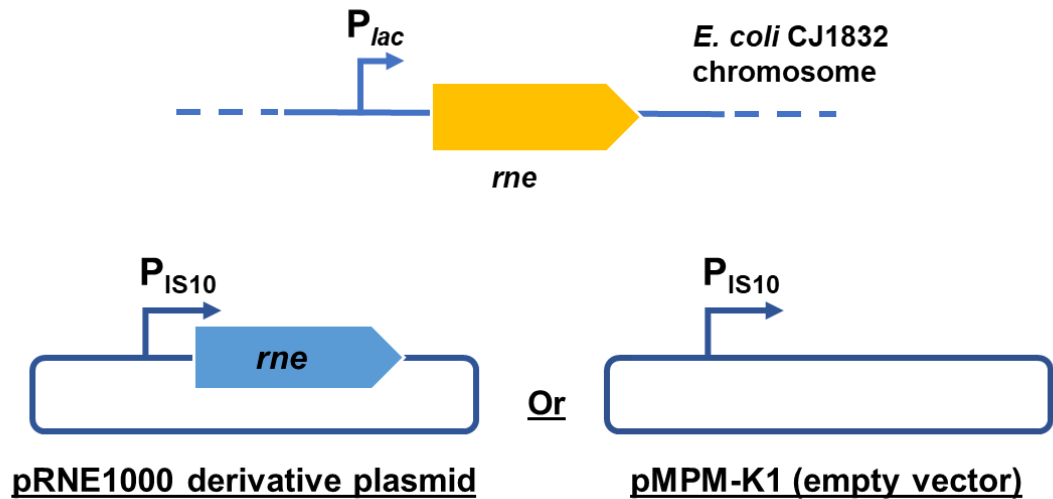 Plac
E. coli CJ1832
chromosome
rne
PIS10
PIS10
rne
Or
pRNE1000 derivative plasmid
pMPM-K1 (empty vector)